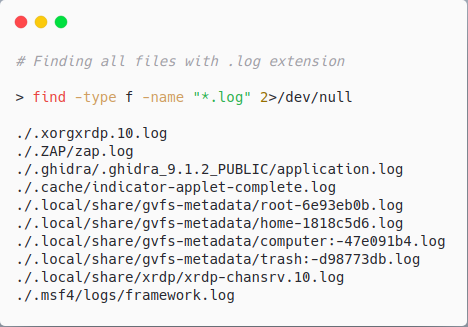 # Finding all files with .log extension
> find -type f -name "*.log" 2>/dev/null
./.xorgxrdp.10.log
./.ZAP/zap.log
./.ghidra/.ghidra_9.1.2_PUBLIC/application.log
./.cache/indicator-applet-complete.log
./.local/share/gvfs-metadata/root-6e93eb0b.log
./.local/share/gvfs-metadata/home-1818c5d6.log
./.local/share/gvfs-metadata/computer:-47e091b4.log
./.local/share/gvfs-metadata/trash:-d98773db.log
./.local/share/xrdp/xrdp-chansrv.10.log
./.msf4/logs/framework.log